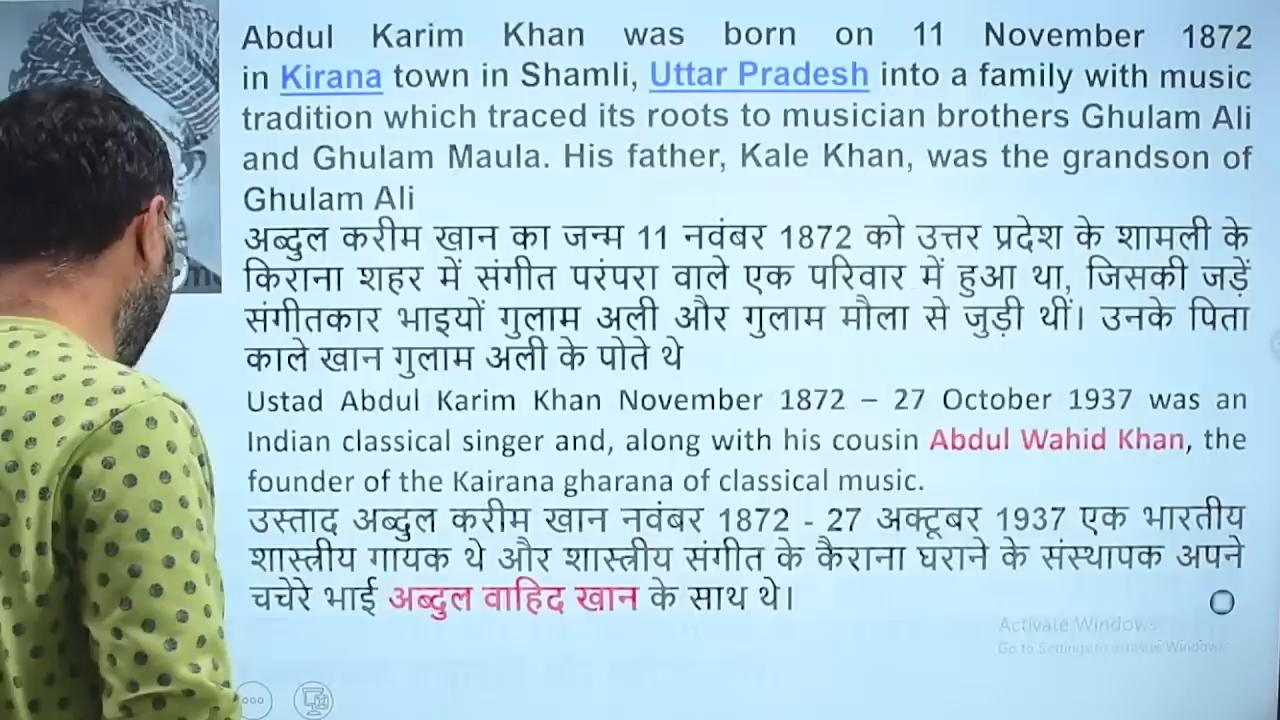 Abdul Karim Khan was born on 11 November 1872
in Kirana town in Shamli, Uttar Pradesh into a family with music
tradition which traced its roots to musician brothers Ghulam Ali
and Ghulam Maula. His father, Kale Khan, was the grandson of
Ghulam Ali
अब्दुल करीम खान का जन्म 11 नवंबर 1872 को उत्तर प्रदेश के शामली के
किराना शहर में संगीत परंपरा वाले एक परिवार में हुआ था, जिसकी जड़ें
संगीतकार भाइयों गुलाम अली और गुलाम मौला से जुड़ी थीं। उनके पिता
काले खान गुलाम अली के पोते थे
Ustad Abdul Karim Khan November 1872 – 27 October 1937 was an
Indian classical singer and, along with his cousin Abdul Wahid Khan, the
founder of the Kairana gharana of classical music.
उस्ताद अब्दुल करीम खान नवंबर 1872 - 27 अक्टूबर 1937 एक भारतीय
शास्त्रीय गायक थे और शास्त्रीय संगीत के कैराना घराने के संस्थापक अपने
चचेरे भाई अब्दुल वाहिद खान के साथ थे।
Activate Windows
Go to Settings to activate Windows.